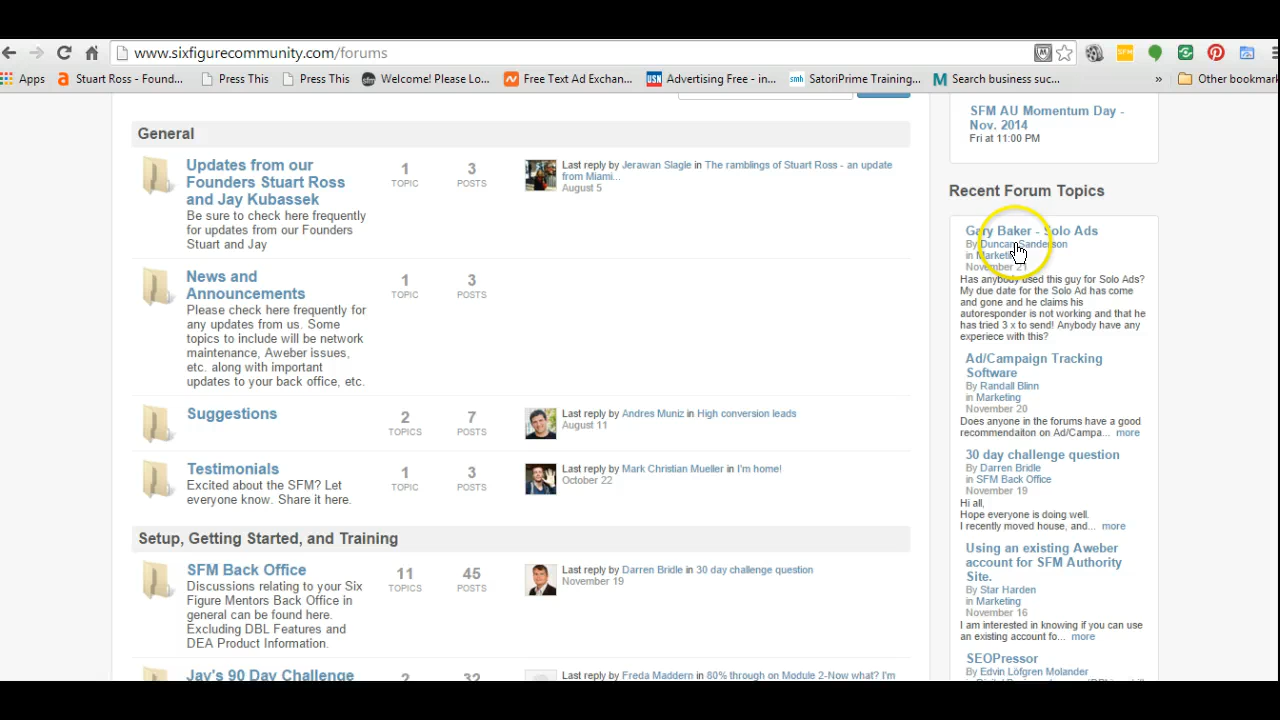 www.sixfigurecommunity.com/forums
Apps
Stuart Ross - Found...
Press This
Press This
Welcome! Please Lo...
Free Text Ad Exchan...
Advertising Free - in...
SatoriPrime Training...
Search business suc...
»
Other bookmark
General
Updates from our
Founders Stuart Ross
and Jay Kubassek
Be sure to check here frequently
for updates from our Founders
Stuart and Jay
1
TOPIC
3
POSTS
Last reply by Jerawan Slagle in The ramblings of Stuart Ross - an update
from Miami...
August 5
News and
Announcements
Please check here frequently for
any updates from us. Some
topics to include will be network
maintenance, Aweber issues,
etc. along with important
updates to your back office, etc.
1
TOPIC
3
POSTS
Suggestions
2
TOPICS
7
POSTS
Last reply by Andres Muniz in High conversion leads
August 11
Testimonials
Excited about the SFM? Let
everyone know. Share it here.
1
TOPIC
3
POSTS
Last reply by Mark Christian Mueller in I'm home!
October 22
Setup, Getting Started, and Training
SFM Back Office
Discussions relating to your Six
Figure Mentors Back Office in
general can be found here.
Excluding DBL Features and
DEA Product Information.
11
TOPICS
45
POSTS
Last reply by Darren Bridle in 30 day challenge question
November 19
Jay's 90 Day Challenge
2
32
Last reply by Freda Maddern in 80% through on Module 2-Now what? I'm
SFM AU Momentum Day -
Nov. 2014
Fri at 11:00 PM
Recent Forum Topics
Gary Baker - Solo Ads
By Duncan Sanderson
in Marketing
November 21
Has anybody used this guy for Solo Ads?
My due date for the Solo Ad has come
and gone and he claims his
autoresponder is not working and that he
has tried 3 x to send! Anybody have any
experiece with this?
Ad/Campaign Tracking
Software
By Randall Blinn
in Marketing
November 20
Does anyone in the forums have a good
recommendaiton on Ad/Campa... more
30 day challenge question
By Darren Bridle
in SFM Back Office
November 19
Hi all,
Hope everyone is doing well.
I recently moved house, and... more
Using an existing Aweber
account for SFM Authority
Site.
By Star Harden
in Marketing
November 16
I am interested in knowing if you can use
an existing account fo... more
SEOPressor
By Edvin Löfgren Molander